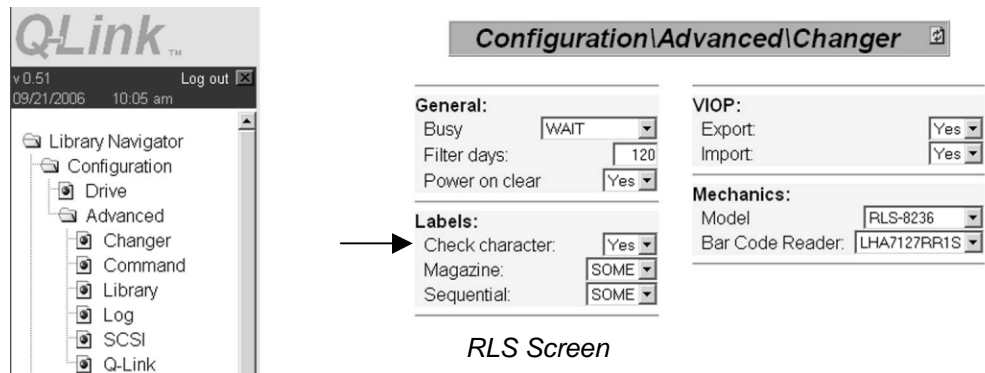 Q-Link TM
v 0.51 Log out
09/21/2006 10:05 am
Library Navigator
Configuration
Drive
Advanced
Changer
Command
Library
Log
SCSI
Q-Link
Configuration\Advanced\Changer
General:
Busy WAIT
Filter days: 120
Power on clear Yes
Labels:
Check character: Yes
Magazine: SOME
Sequential: SOME
VIOP:
Export: Yes
Import: Yes
Mechanics:
Model RLS-8236
Bar Code Reader: LHA7127RR1S
RLS Screen